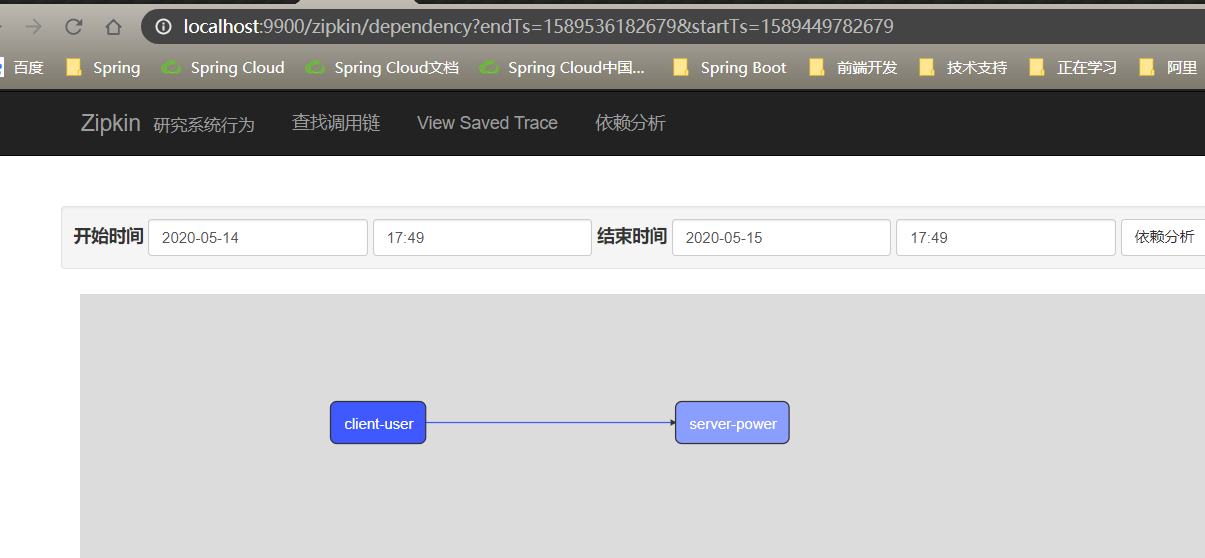 localhost:9900/zipkin/dependency?endTs=1589536182679&startTs=1589449782679
百度 Spring Spring Cloud Spring Cloud文档 Spring Cloud中国... Spring Boot 前端开发 技术支持 正在学习 阿里
Zipkin 研究系统行为 查找调用链 View Saved Trace 依赖分析
开始时间 2020-05-14 17:49 结束时间 2020-05-15 17:49 依赖分析
client-user server-power